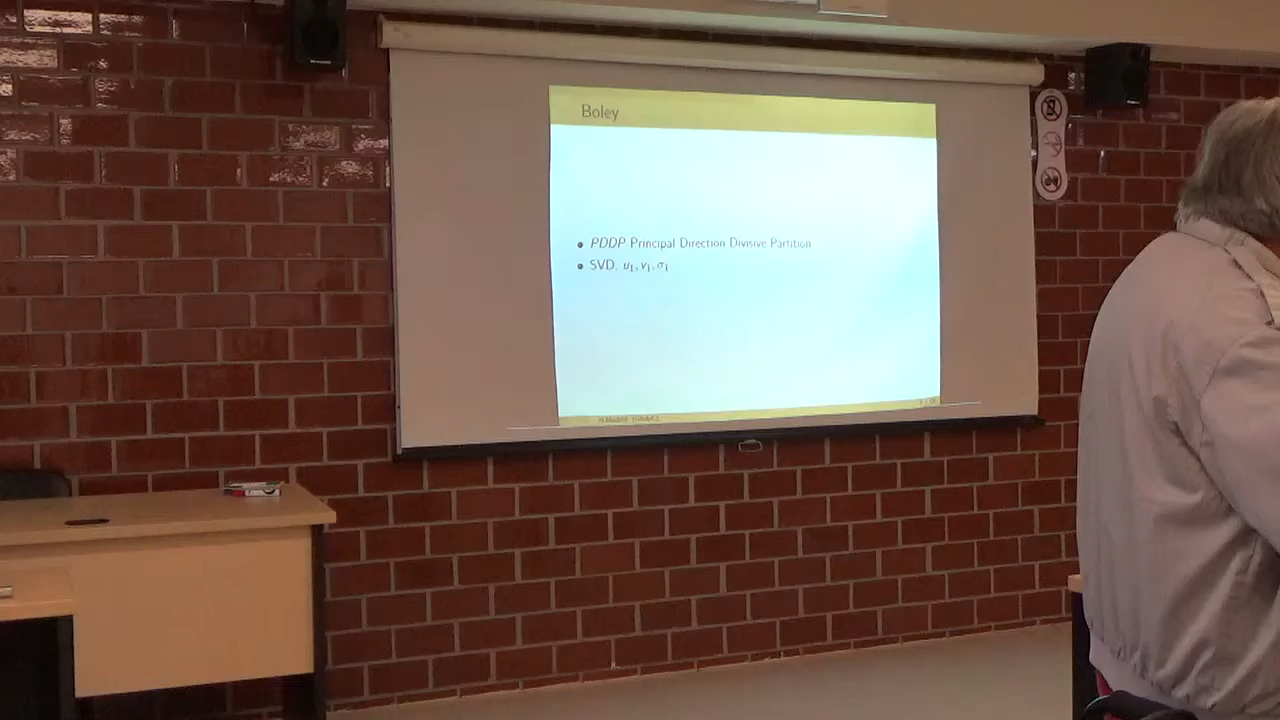 Boley
• PDDP Principal Direction Divisive Partition
• SVD, u₁, v₁, σ₁